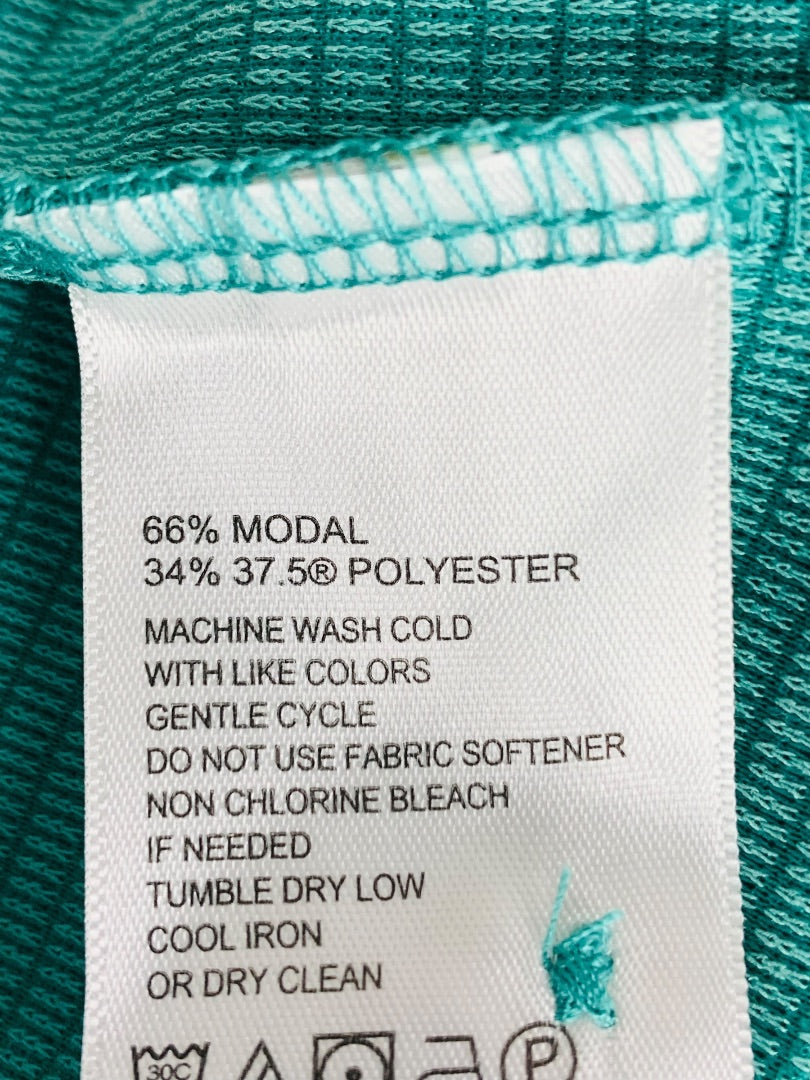 66% MODAL
34% 37.5® POLYESTER
MACHINE WASH COLD
WITH LIKE COLORS
GENTLE CYCLE
DO NOT USE FABRIC SOFTENER
NON CHLORINE BLEACH
IF NEEDED
TUMBLE DRY LOW
COOL IRON
OR DRY CLEAN
30C P